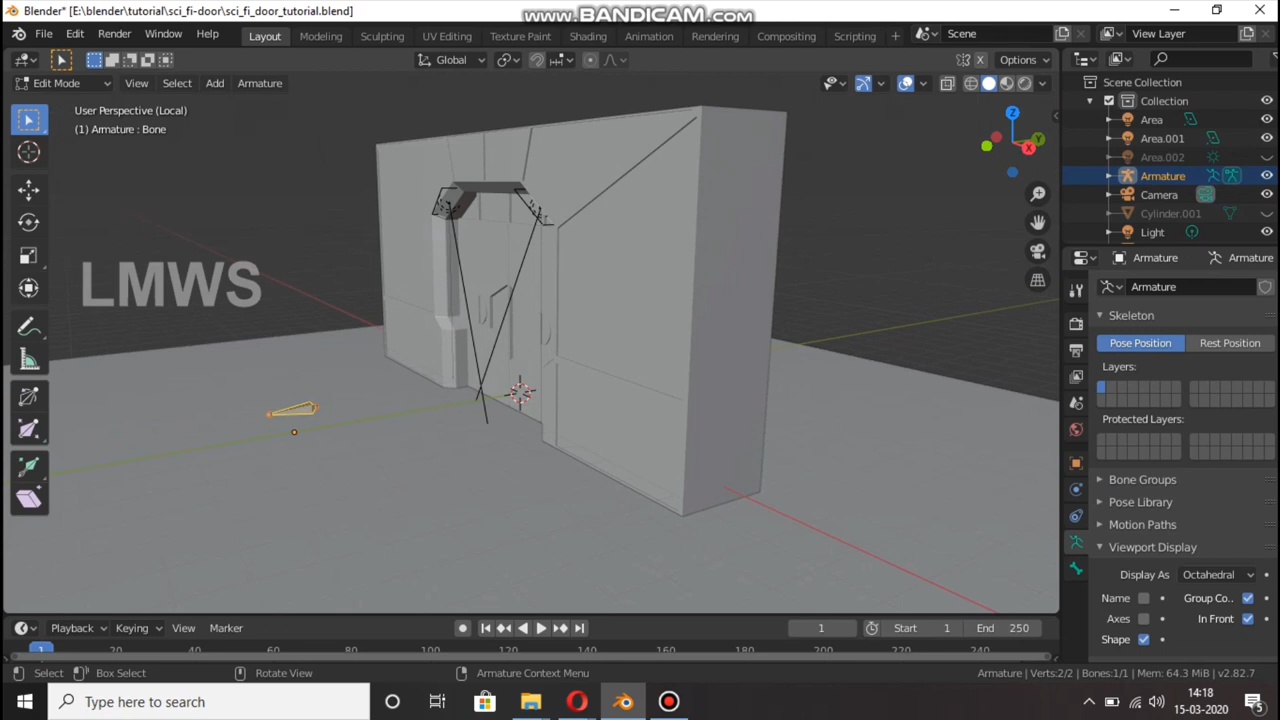 Blender* [E:\blender\tutorial\sci_fi-door\sci_fi_door_tutorial.blend]
www.BANDICAM.com
File Edit Render Window Help
Layout Modeling Sculpting UV Editing Texture Paint Shading Animation Rendering Compositing Scripting +
Scene
View Layer
Global
X
Options
Edit Mode View Select Add Armature
User Perspective (Local)
(1) Armature : Bone
Z
Y
X
LMWS
Scene Collection
Collection
Area
Area.001
Area.002
Armature
Camera
Cylinder.001
Light
Armature
Armature
Armature
Skeleton
Pose Position Rest Position
Layers:
Protected Layers:
Bone Groups
Pose Library
Motion Paths
Viewport Display
Display As Octahedral
Name Group Co..
Axes In Front
Shape
Playback Keying View Marker
1 Start 1 End 250
1 20 40 60 80 100 120 140 160 180 200 220 240
Select Box Select Rotate View Armature Context Menu
Armature | Verts:2/2 | Bones:1/1 | Mem: 64.3 MiB | v2.82.7
Type here to search
14:18
15-03-2020
5